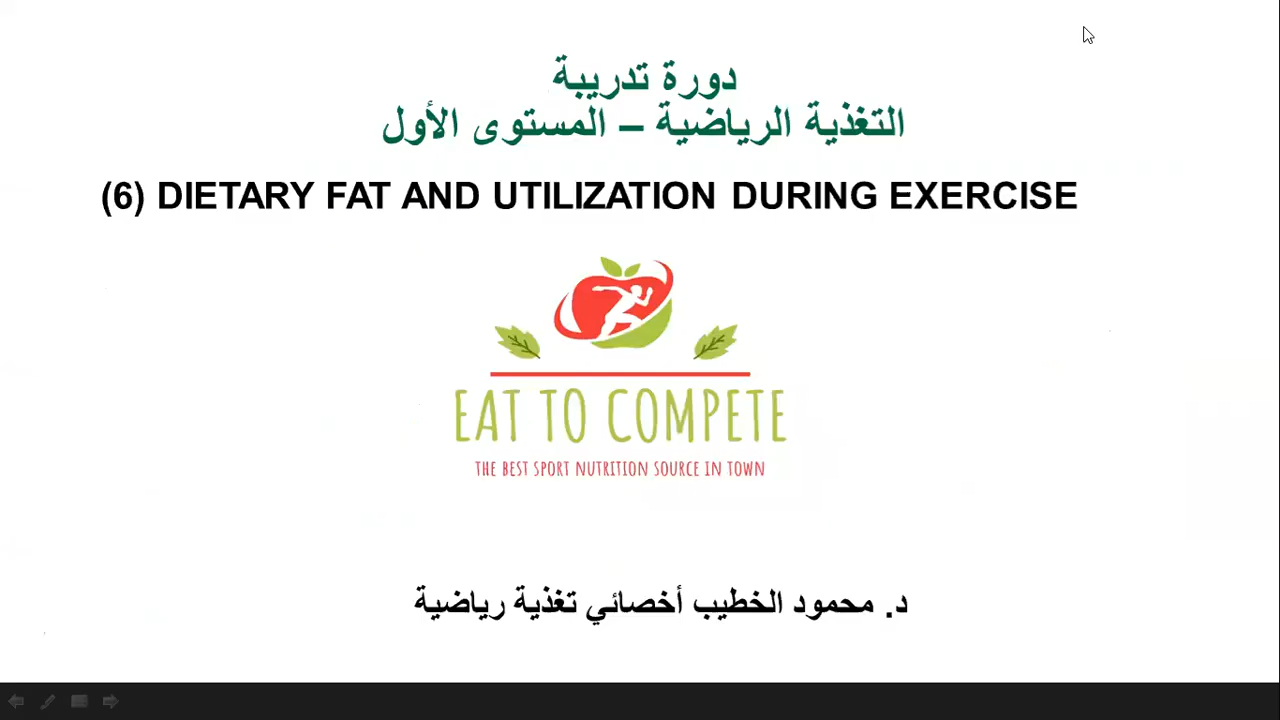 دورة تدريبة
التغذية الرياضية – المستوى الأول
(6) DIETARY FAT AND UTILIZATION DURING EXERCISE
EAT TO COMPETE
THE BEST SPORT NUTRITION SOURCE IN TOWN
د. محمود الخطيب أخصائي تغذية رياضية